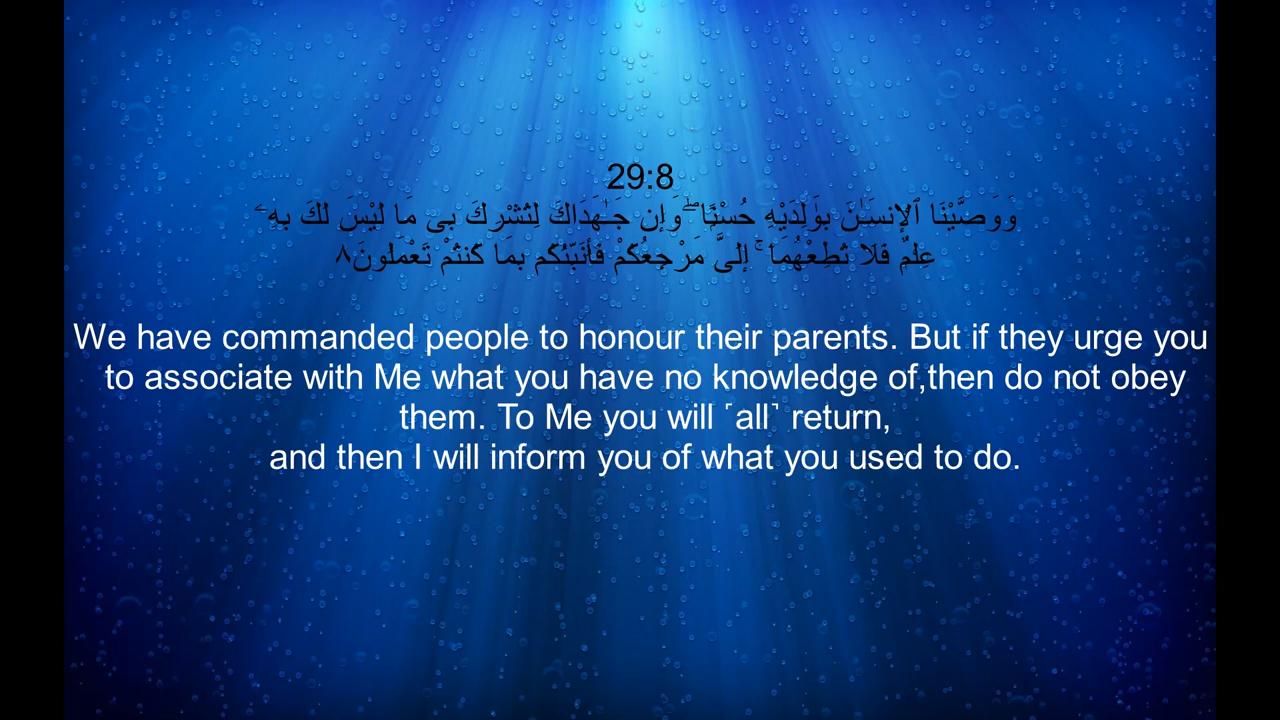 29:8
وَوَصَّيْنَا ٱلْإِنسَـٰنَ بِوَٰلِدَيْهِ حُسْنًۭا ۖ وَإِن جَـٰهَدَاكَ لِتُشْرِكَ بِى مَا لَيْسَ لَكَ بِهِۦ
عِلْمٌۭ فَلَا تُطِعْهُمَآ ۚ إِلَىَّ مَرْجِعُكُمْ فَأُنَبِّئُكُم بِمَا كُنتُمْ تَعْمَلُونَ٨
We have commanded people to honour their parents. But if they urge you
to associate with Me what you have no knowledge of,then do not obey
them. To Me you will ˹all˺ return,
and then I will inform you of what you used to do.